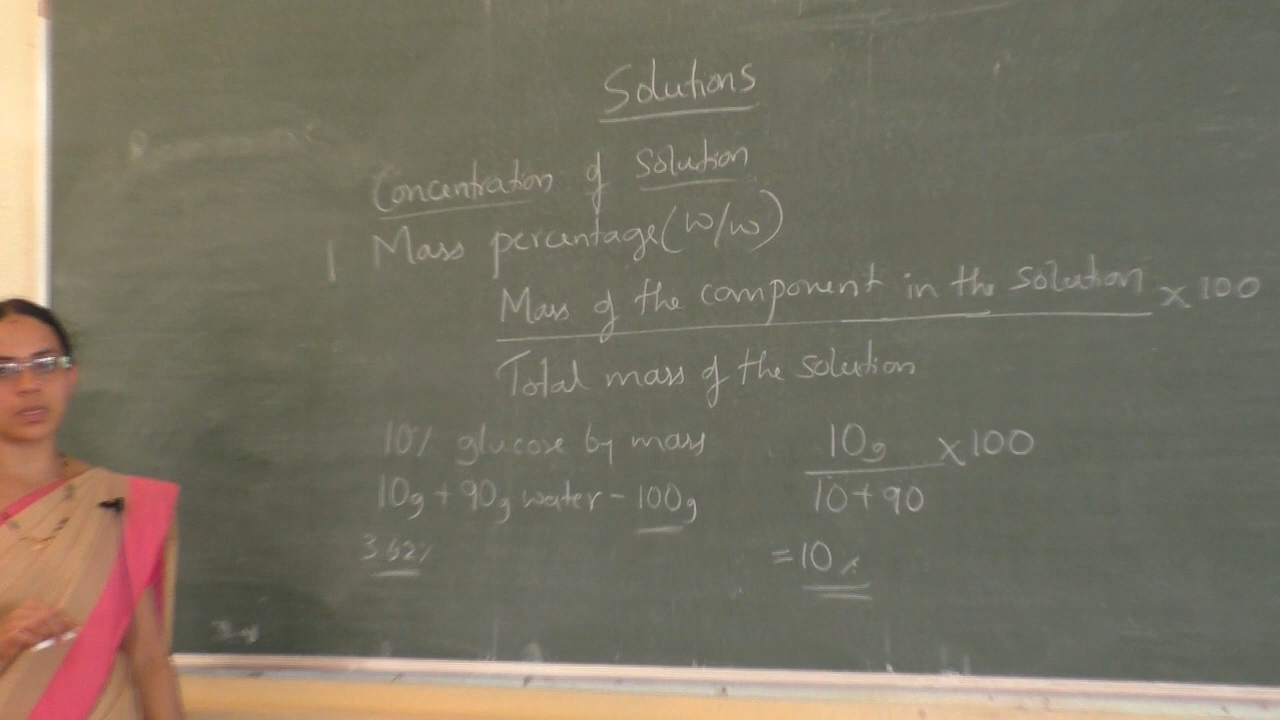 Solutions
Concentration of solution
1 Mass percentage (w/w)
Mass of the component in the solution x 100
Total mass of the solution
10% glucose by mass
10g + 90g water - 100g
3.62%
10g x 100
10 + 90
= 10%